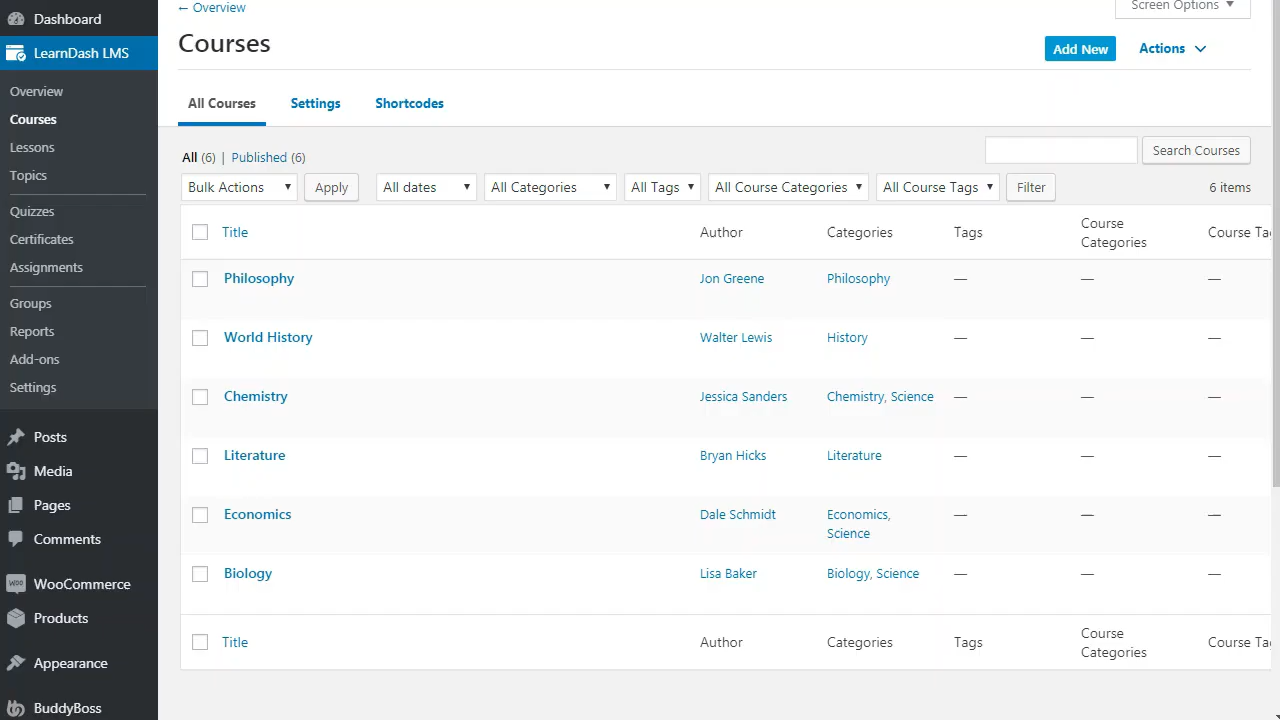 Dashboard
LearnDash LMS
Overview
Courses
Lessons
Topics
Quizzes
Certificates
Assignments
Groups
Reports
Add-ons
Settings
Posts
Media
Pages
Comments
WooCommerce
Products
Appearance
BuddyBoss
← Overview
Screen Options ▼
Courses
Add New
Actions
All Courses Settings Shortcodes
All (6) | Published (6)
Search Courses
Bulk Actions ▼ Apply All dates ▼ All Categories ▼ All Tags ▼ All Course Categories ▼ All Course Tags ▼ Filter 6 items
Title Author Categories Tags Course Categories Course Ta
Philosophy Jon Greene Philosophy — — —
World History Walter Lewis History — — —
Chemistry Jessica Sanders Chemistry, Science — — —
Literature Bryan Hicks Literature — — —
Economics Dale Schmidt Economics, Science — — —
Biology Lisa Baker Biology, Science — — —
Title Author Categories Tags Course Categories Course Ta